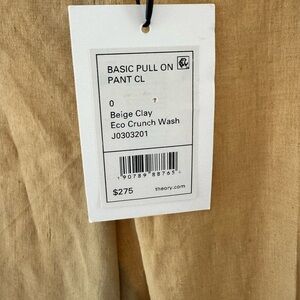 BASIC PULL ON
PANT CL
0
Beige Clay
Eco Crunch Wash
J0303201
$275
theory.com